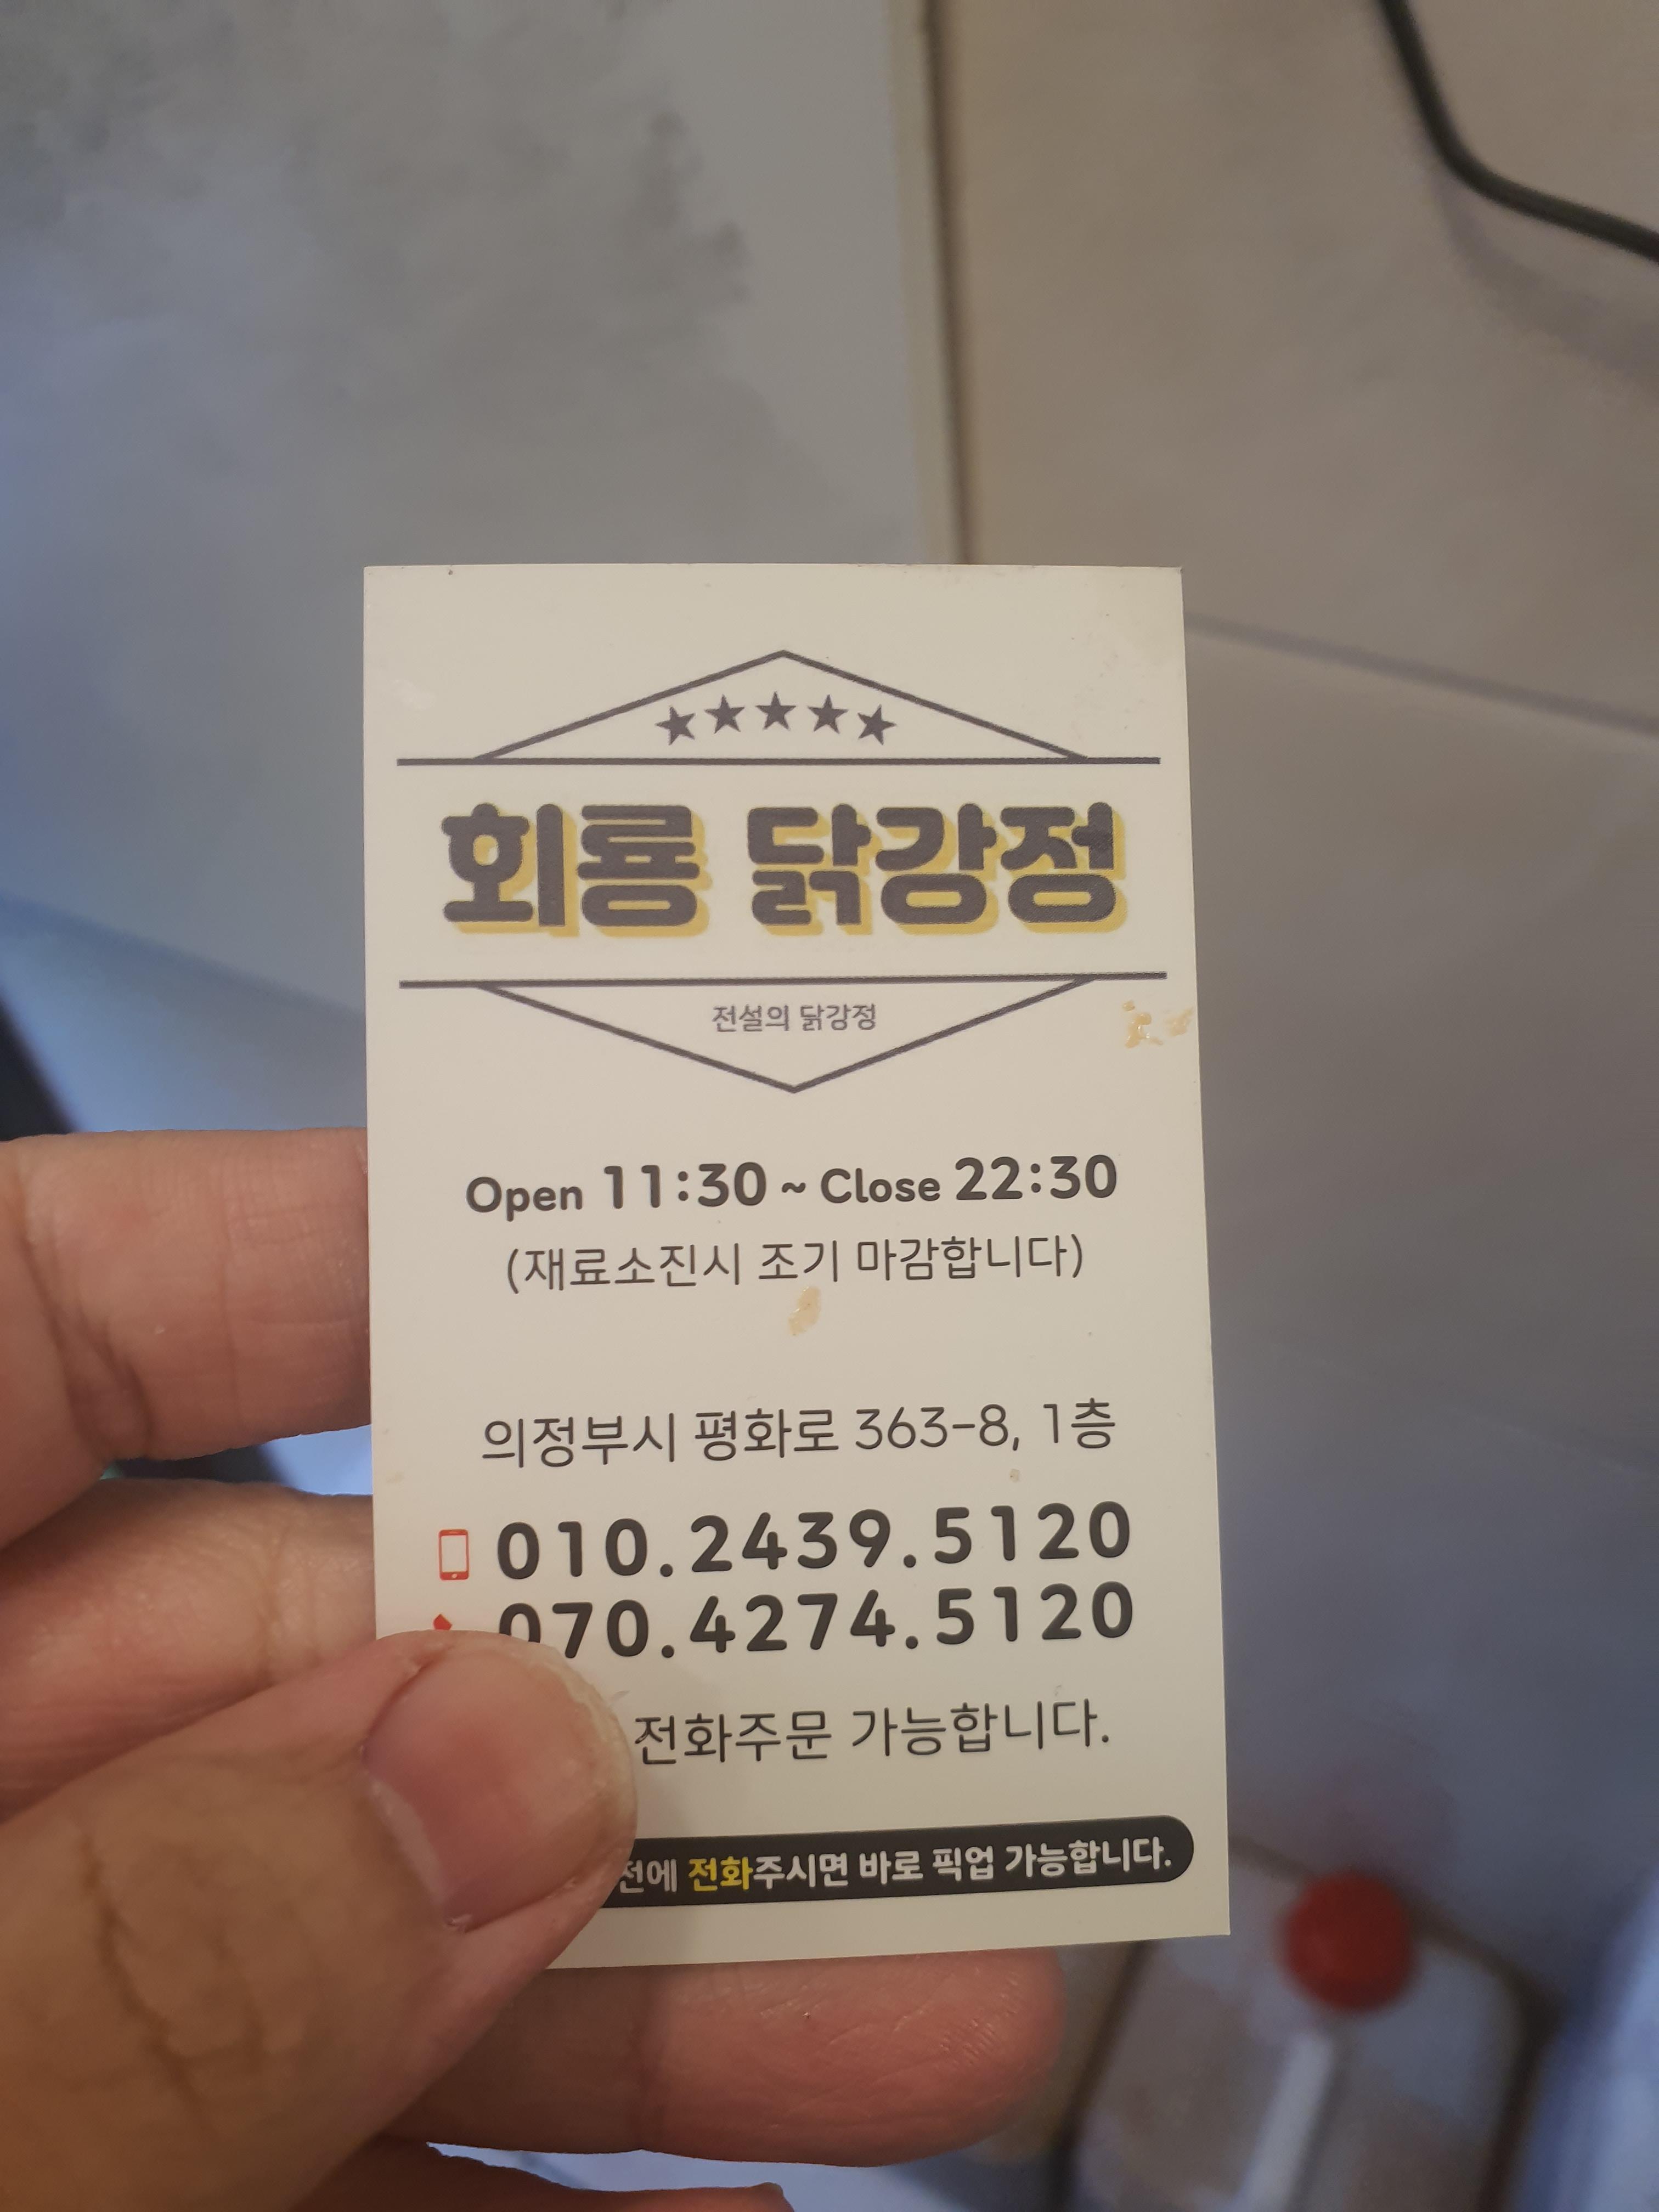 회룡 닭강정
전설의 닭강정
Open 11:30 ~ Close 22:30
(재료소진시 조기 마감합니다)
의정부시 평화로 363-8, 1층
010.2439.5120
070.4274.5120
전화주문 가능합니다.
전에 전화주시면 바로 픽업 가능합니다.